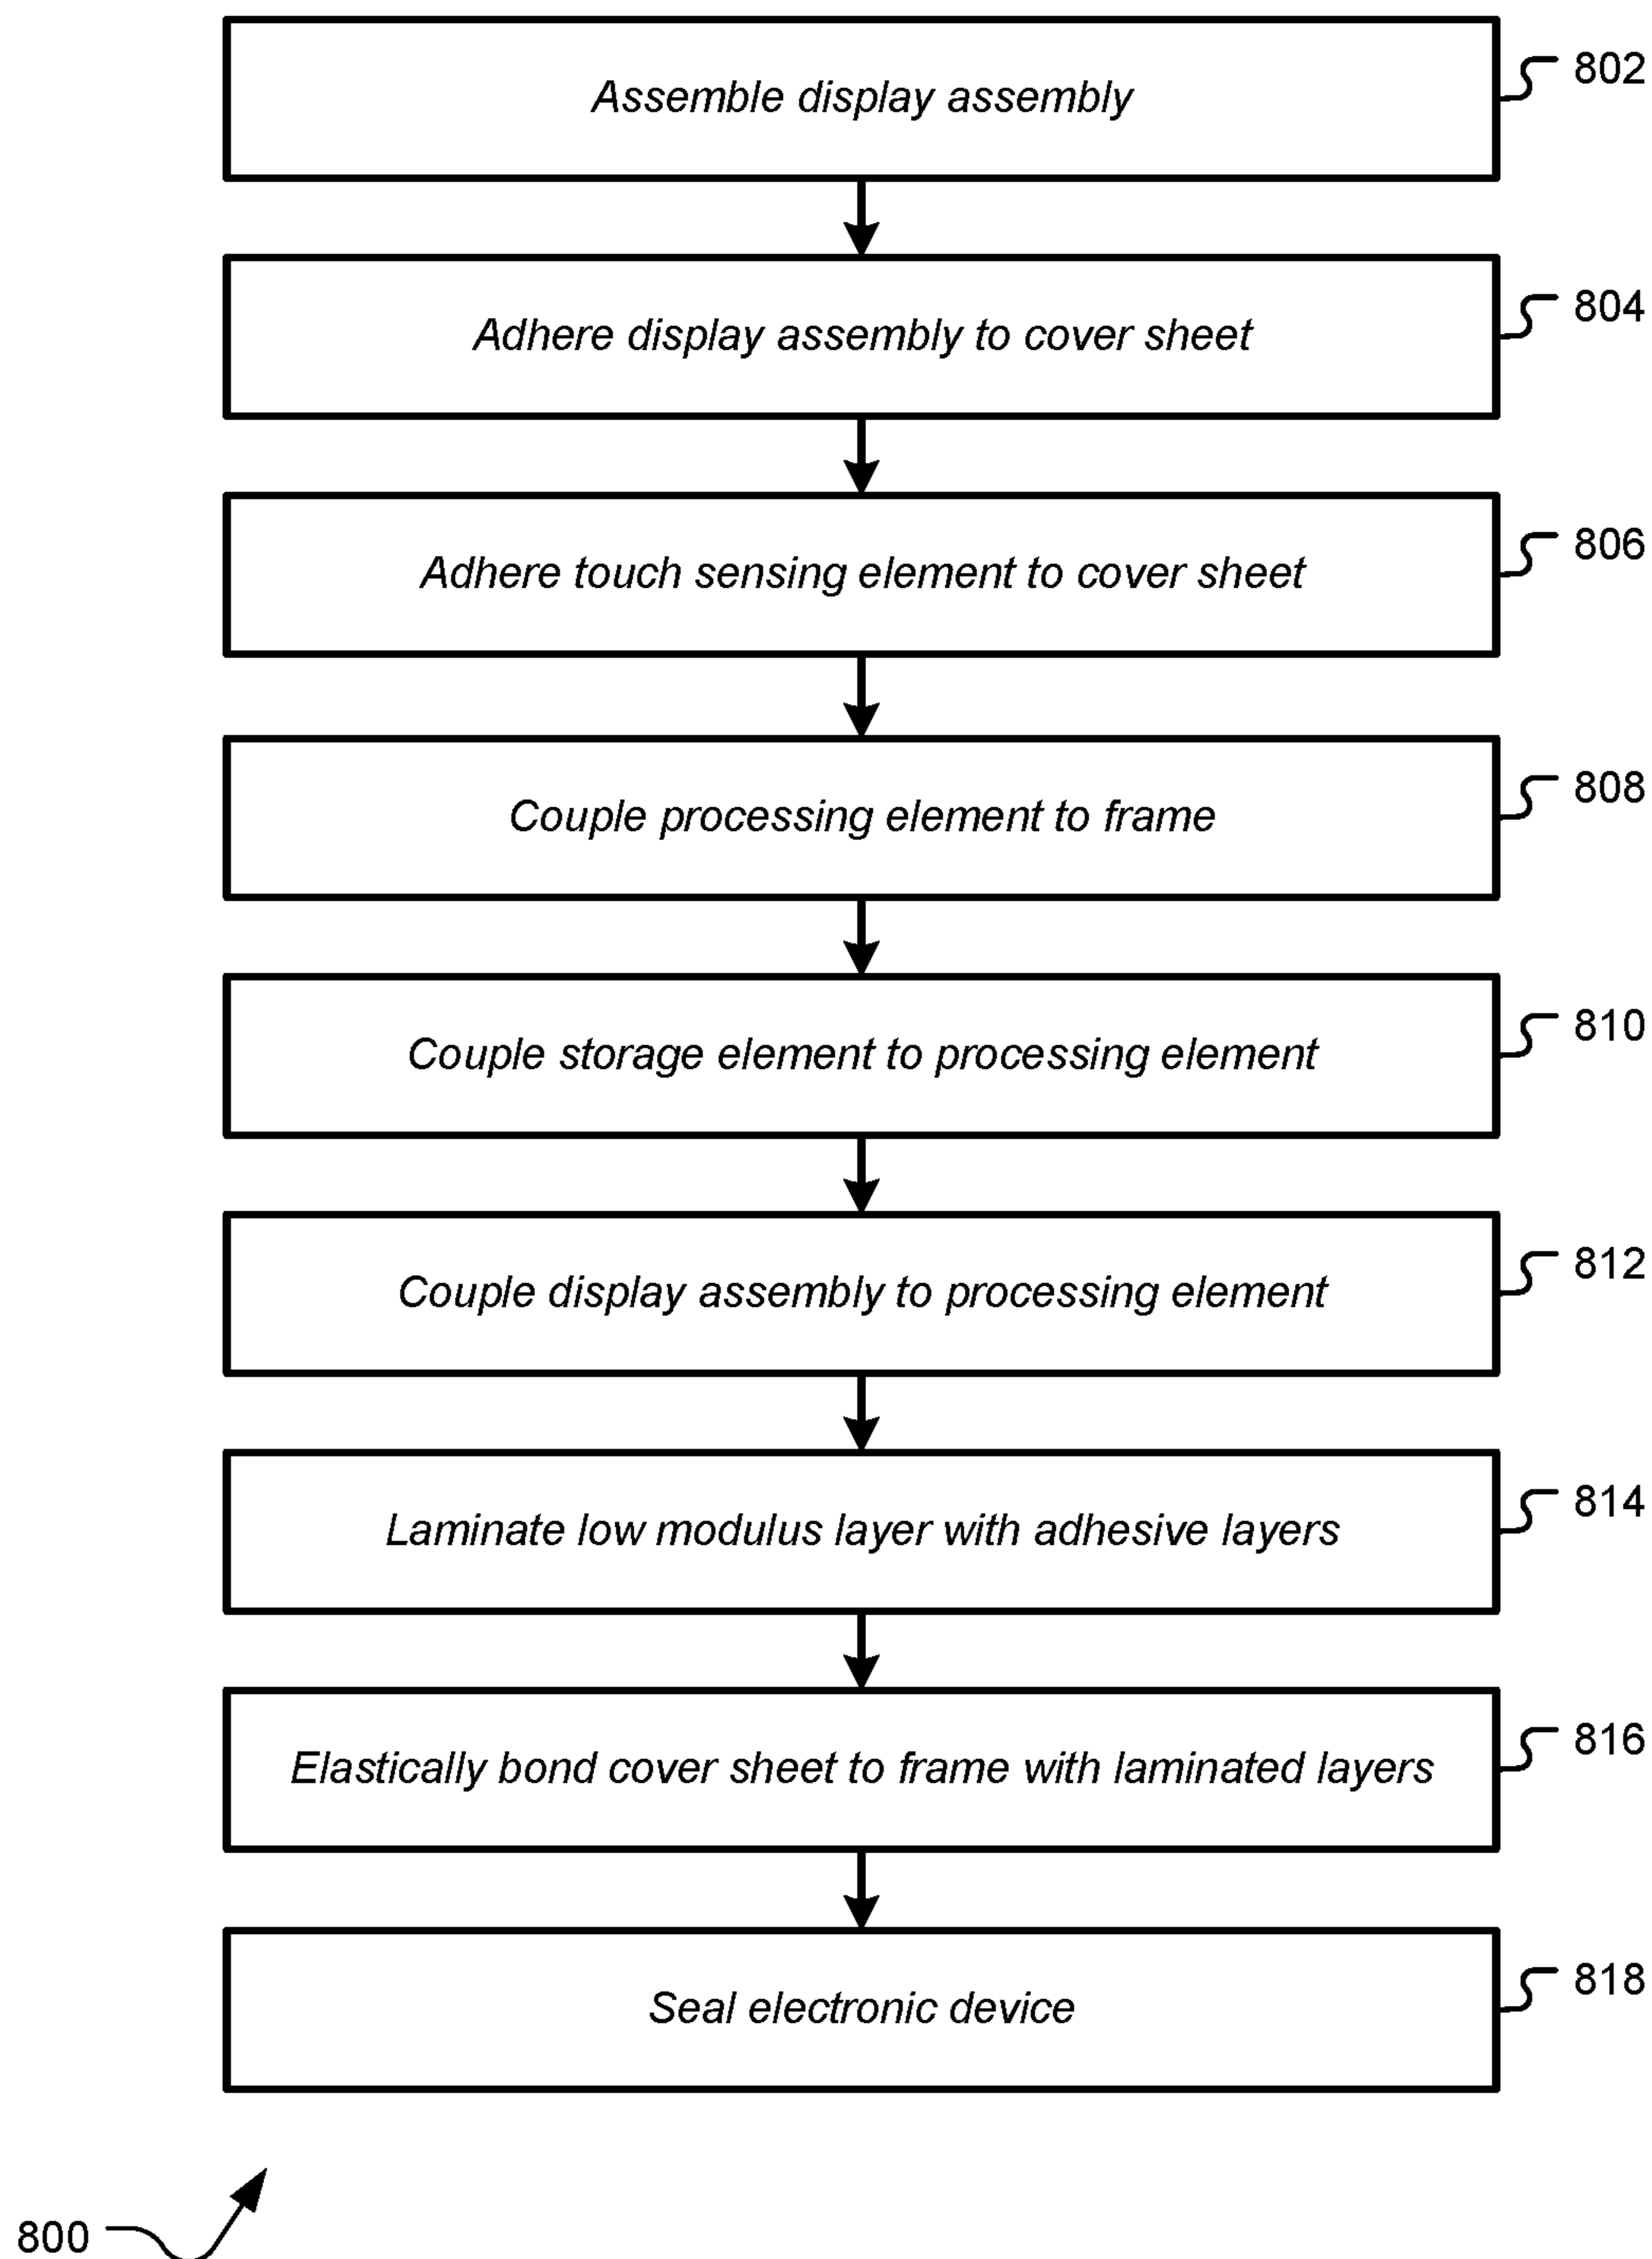 Assemble display assembly
802
Adhere display assembly to cover sheet
804
Adhere touch sensing element to cover sheet
806
Couple processing element to frame
808
Couple storage element to processing element
810
Couple display assembly to processing element
812
Laminate low modulus layer with adhesive layers
814
Elastically bond cover sheet to frame with laminated layers
816
Seal electronic device
818
800